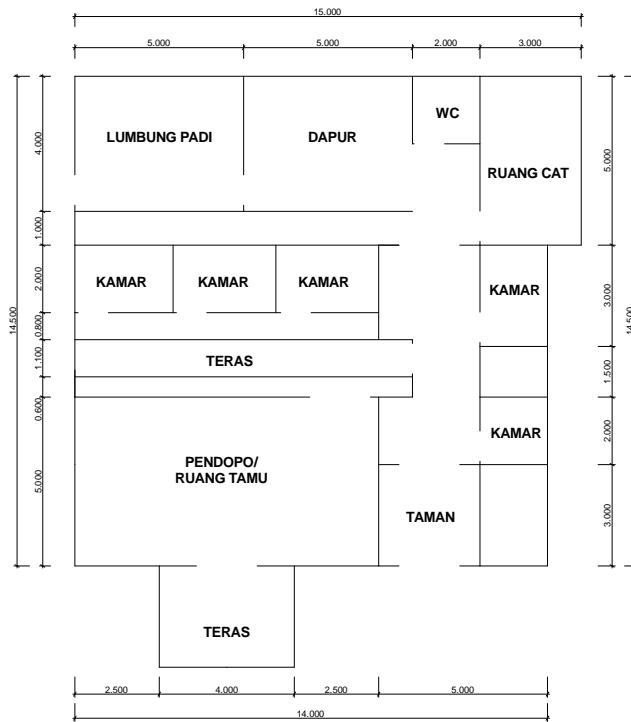 15.000
5.000
5.000
2.000
3.000
LUMBUNG PADI
DAPUR
WC
RUANG CAT
4.000
1.000
2.000
0.800
1.100
0.600
5.000
14.500
5.000
3.000
1.500
2.000
3.000
14.500
KAMAR
KAMAR
KAMAR
KAMAR
TERAS
KAMAR
PENDOPO/
RUANG TAMU
TAMAN
TERAS
2.500
4.000
2.500
5.000
14.000